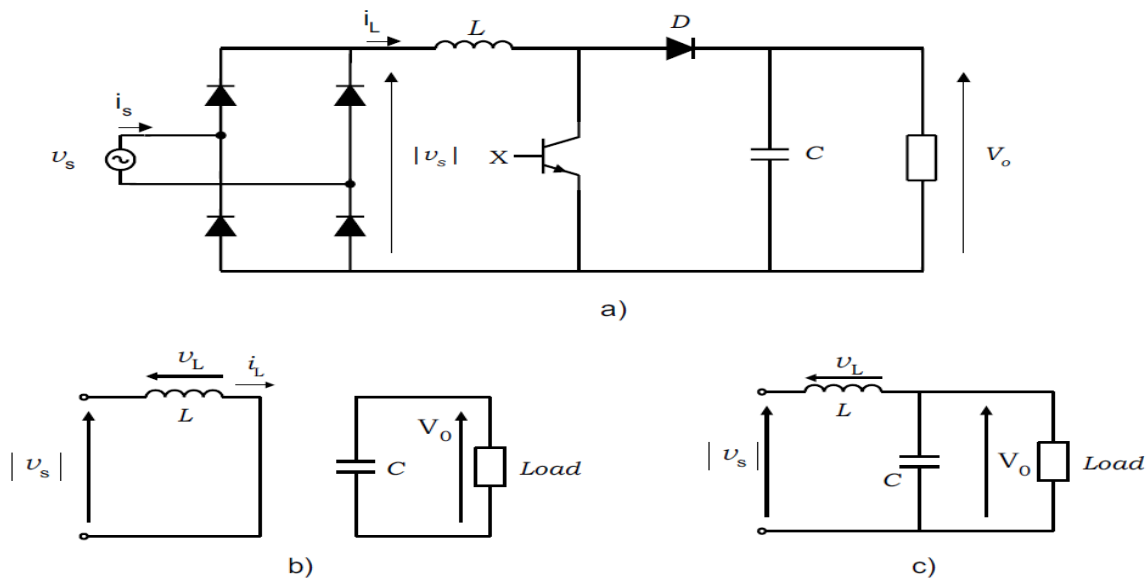 i_L
L
D
i_s
v_s
|v_s|
X
C
V_o
a)
v_L
i_L
L
|v_s|
C
V_0
Load
b)
v_L
L
|v_s|
C
V_0
Load
c)